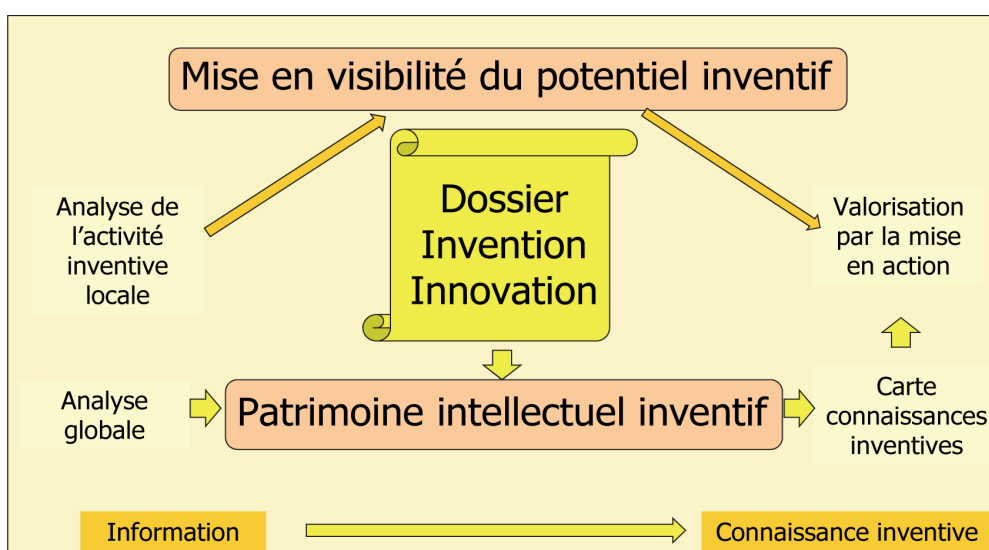 Mise en visibilité du potentiel inventif
Analyse de
l'activité
inventive
locale
Dossier
Invention
Innovation
Valorisation
par la mise
en action
Analyse
globale
Patrimoine intellectuel inventif
Carte
connaissances
inventives
Information
Connaissance inventive